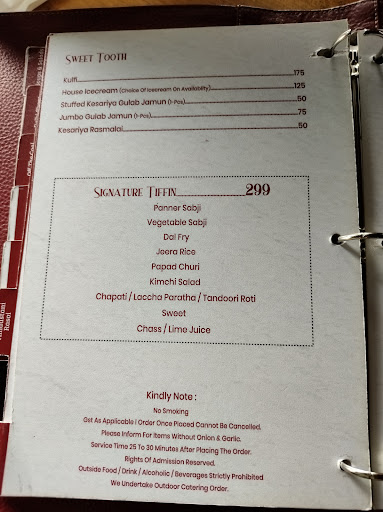 Sweet Tooth
Kulfi 175
House Icecream (Choice Of Icecream On Availability) 125
Stuffed Kesariya Gulab Jamun (1-Pcs) 50
Jumbo Gulab Jamun (1-Pcs) 75
Kesariya Rasmalai 50
Signature Tiffin 299
Panner Sabji
Vegetable Sabji
Dal Fry
Jeera Rice
Papad Churi
Kimchi Salad
Chapati / Laccha Paratha / Tandoori Roti
Sweet
Chass / Lime Juice
Kindly Note :
No Smoking
Gst As Applicable / Order Once Placed Cannot Be Cancelled.
Please Inform For Items Without Onion & Garlic.
Service Time 25 To 30 Minutes After Placing The Order.
Rights Of Admission Reserved.
Outside Food / Drink / Alcoholic / Beverages Strictly Prohibited
We Undertake Outdoor Catering Order.
Rasoi